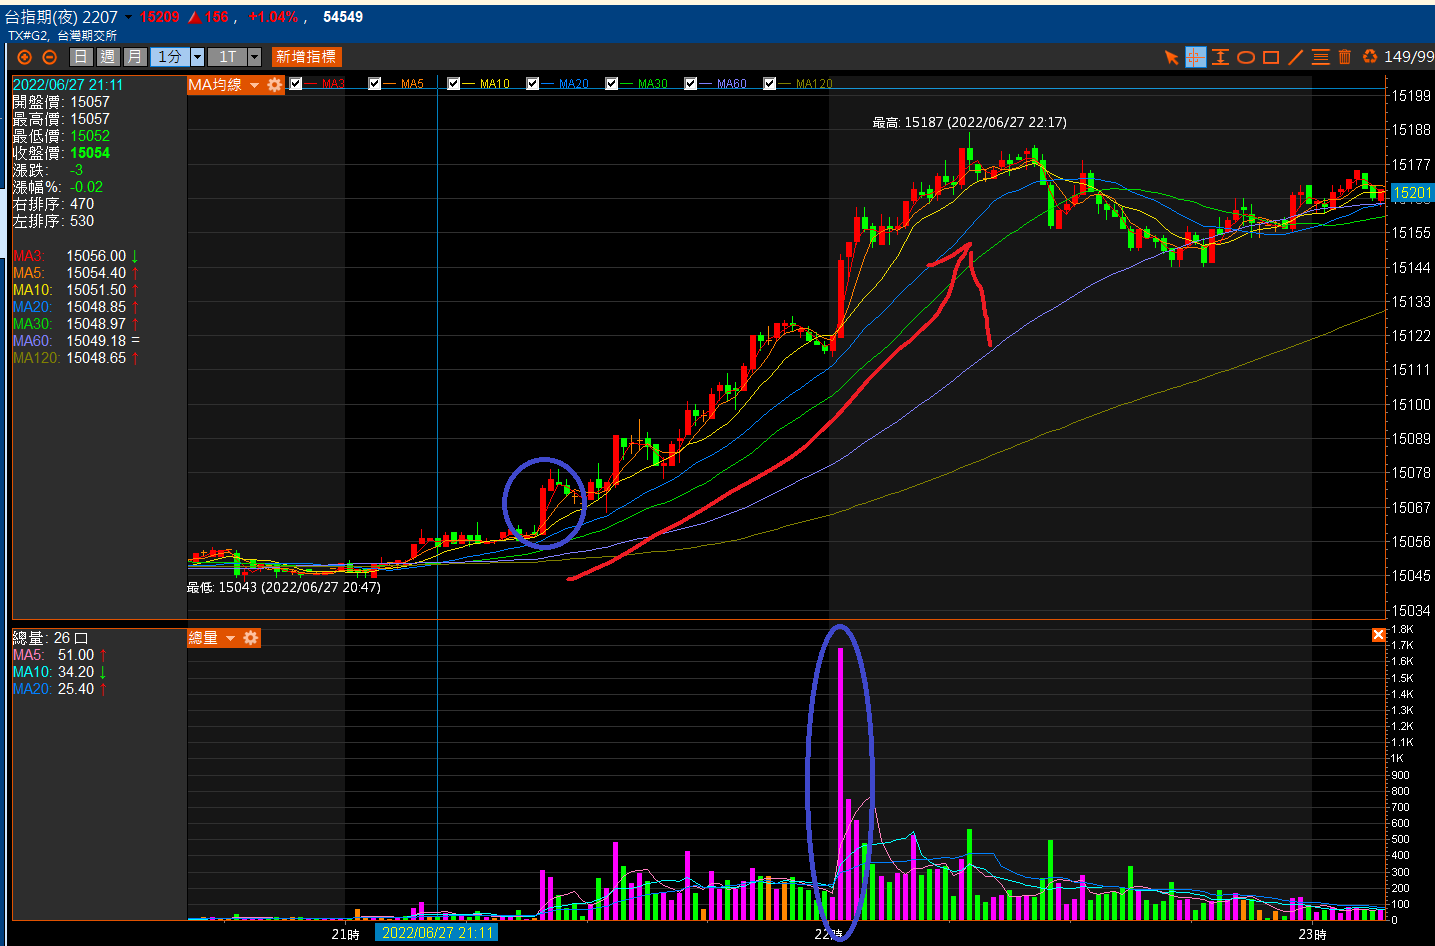 台指期(夜) 2207 15209 ▲156 , +1.04% , 54549
TX#G2, 台灣期交所
日 週 月 1分 1T 新增指標 149/99
2022/06/27 21:11
開盤價: 15057
最高價: 15057
最低價: 15052
收盤價: 15054
漲跌: -3
漲幅%: -0.02
右排序: 470
左排序: 530
MA3: 15056.00 ↓
MA5: 15054.40 ↑
MA10: 15051.50 ↑
MA20: 15048.85 ↑
MA30: 15048.97 ↑
MA60: 15049.18 =
MA120: 15048.65 ↑
MA均線 MA3 MA5 MA10 MA20 MA30 MA60 MA120
最高: 15187 (2022/06/27 22:17)
最低: 15043 (2022/06/27 20:47)
15199
15188
15177
15201
15155
15144
15133
15122
15111
15100
15089
15078
15067
15056
15045
15034
總量: 26 口
MA5: 51.00 ↑
MA10: 34.20 ↓
MA20: 25.40 ↑
總量
1.8K
1.7K
1.6K
1.5K
1.4K
1.3K
1.2K
1.1K
1K
900
800
700
600
500
400
300
200
100
0
21時 2022/06/27 21:11 22時 23時